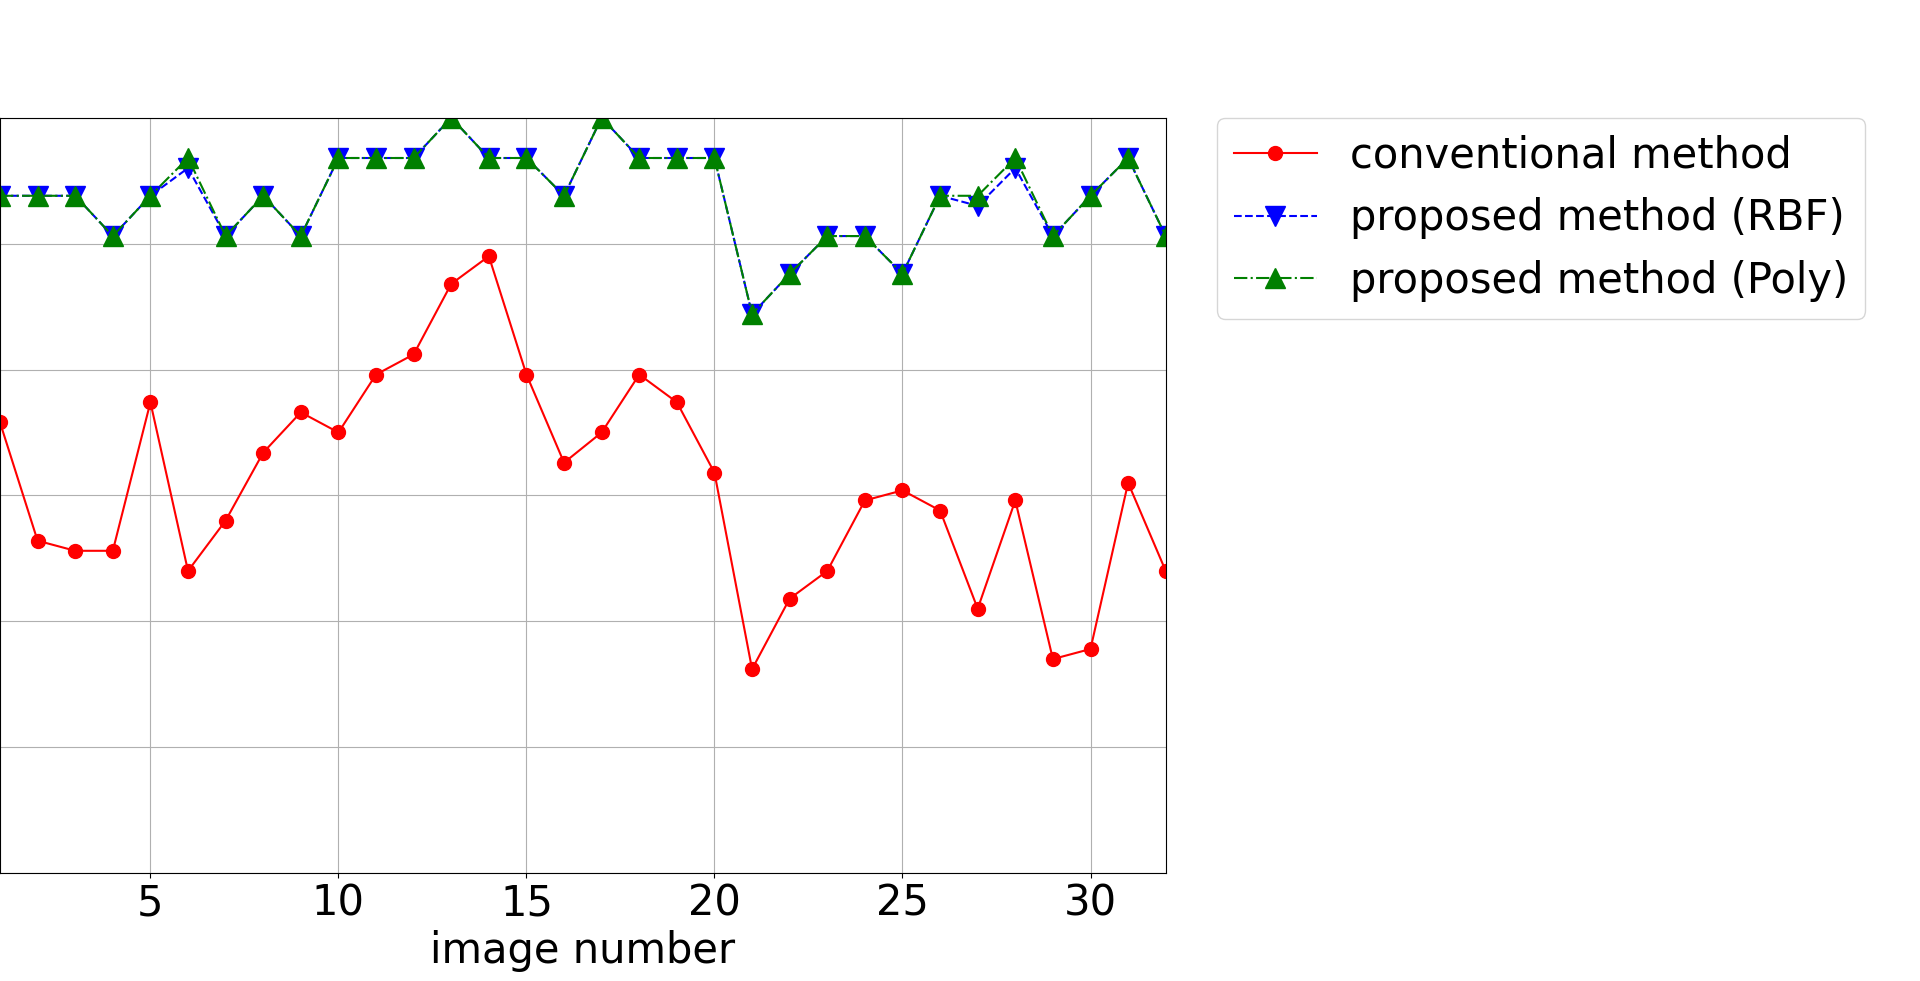 conventional method
proposed method (RBF)
proposed method (Poly)
5 10 15 20 25 30
image number